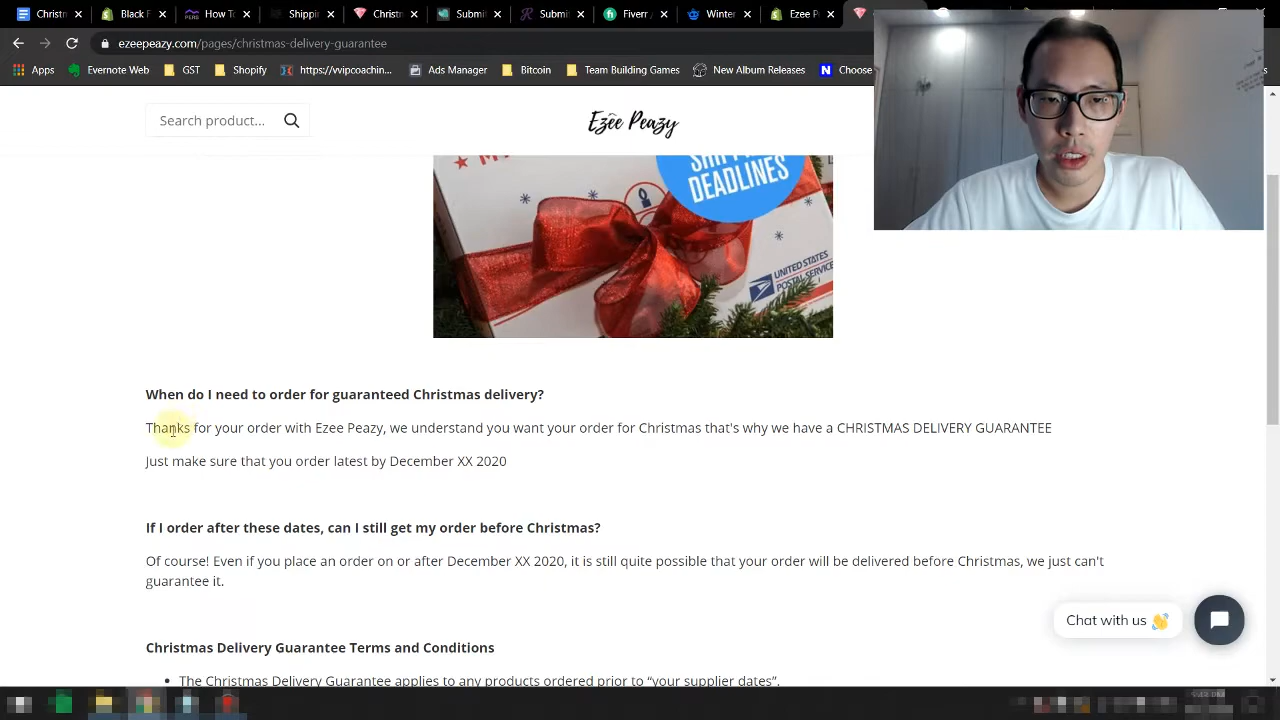 Christm
Black
How To
PERS
Shippin
Christm
Submit
Submi
Fiverr
Winter
Ezee P
ezeepeazy.com/pages/christmas-delivery-guarantee
Apps
Evernote Web
GST
Shopify
https://vvipcoachin...
Ads Manager
Bitcoin
Team Building Games
New Album Releases
Choose
Search product...
Ezee Peazy
DEADLINES
UNITED STATES
POSTAL SERVICE
When do I need to order for guaranteed Christmas delivery?
Thanks for your order with Ezee Peazy, we understand you want your order for Christmas that's why we have a CHRISTMAS DELIVERY GUARANTEE
Just make sure that you order latest by December XX 2020
If I order after these dates, can I still get my order before Christmas?
Of course! Even if you place an order on or after December XX 2020, it is still quite possible that your order will be delivered before Christmas, we just can't
guarantee it.
Chat with us 👋
Christmas Delivery Guarantee Terms and Conditions
• The Christmas Delivery Guarantee applies to any products ordered prior to “your supplier dates”.